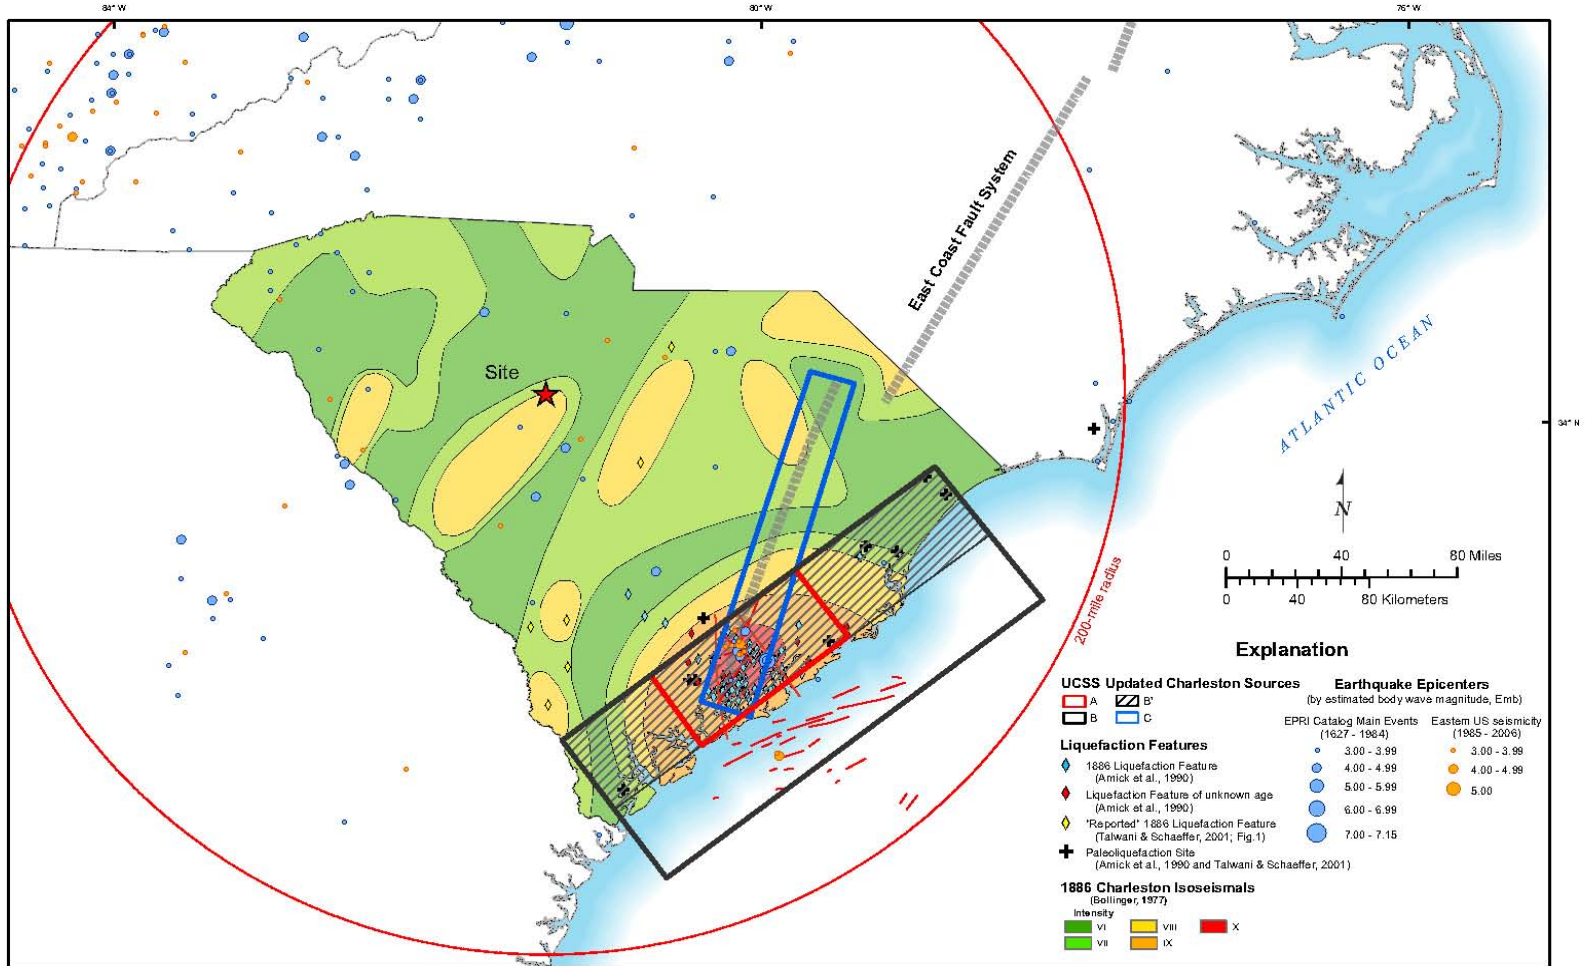 84° W
80° W
76° W
East Coast Fault System
Site
ATLANTIC OCEAN
34° N
N
0 40 80 Miles
0 40 80 Kilometers
200-mile radius
Explanation
UCSS Updated Charleston Sources
A B'
B C
Liquefaction Features
1886 Liquefaction Feature
(Amick et al., 1990)
Liquefaction Feature of unknown age
(Amick et al., 1990)
"Reported" 1886 Liquefaction Feature
(Talwani & Schaeffer, 2001; Fig.1)
Paleoliquefaction Site
(Amick et al., 1990 and Talwani & Schaeffer, 2001)
1886 Charleston Isoseismals
(Bollinger, 1977)
Intensity
VI VIII X
VII IX
Earthquake Epicenters
(by estimated body wave magnitude, Emb)
EPRI Catalog Main Events
(1627 - 1984)
3.00 - 3.99
4.00 - 4.99
5.00 - 5.99
6.00 - 6.99
7.00 - 7.15
Eastern US seismicity
(1985 - 2006)
3.00 - 3.99
4.00 - 4.99
5.00